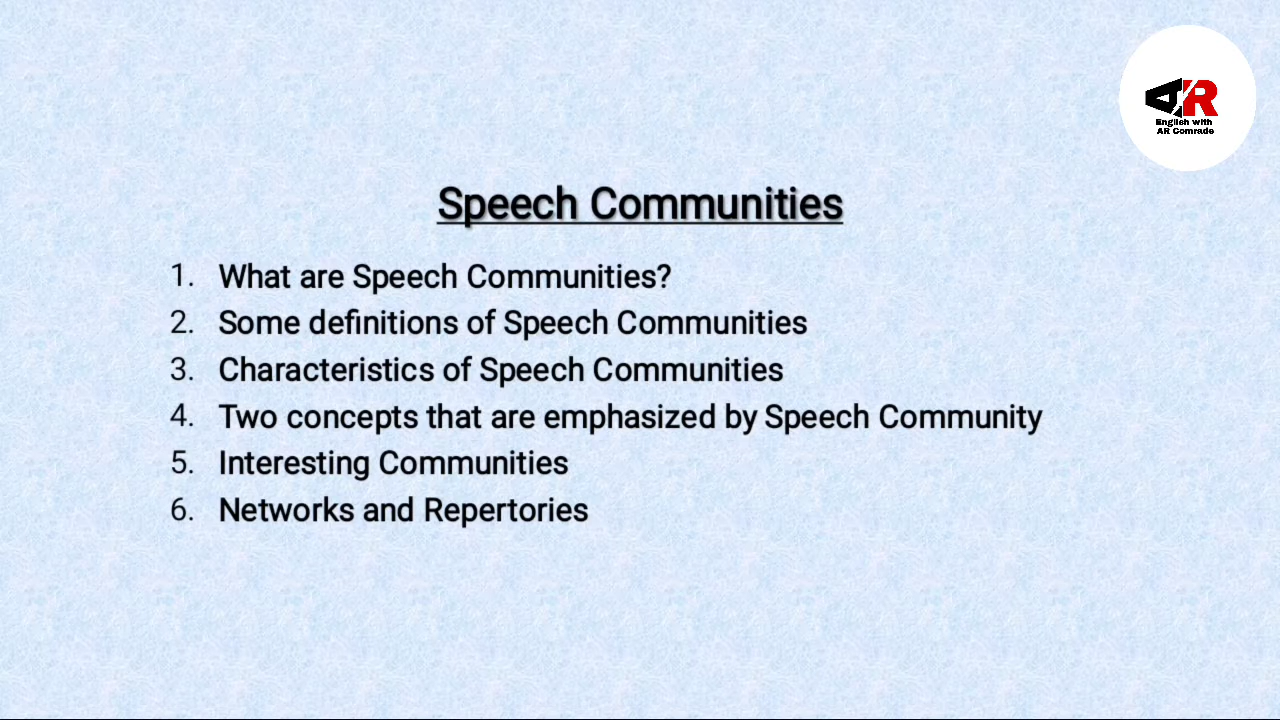 AR
English with
AR Comrade
Speech Communities
1. What are Speech Communities?
2. Some definitions of Speech Communities
3. Characteristics of Speech Communities
4. Two concepts that are emphasized by Speech Community
5. Interesting Communities
6. Networks and Repertories